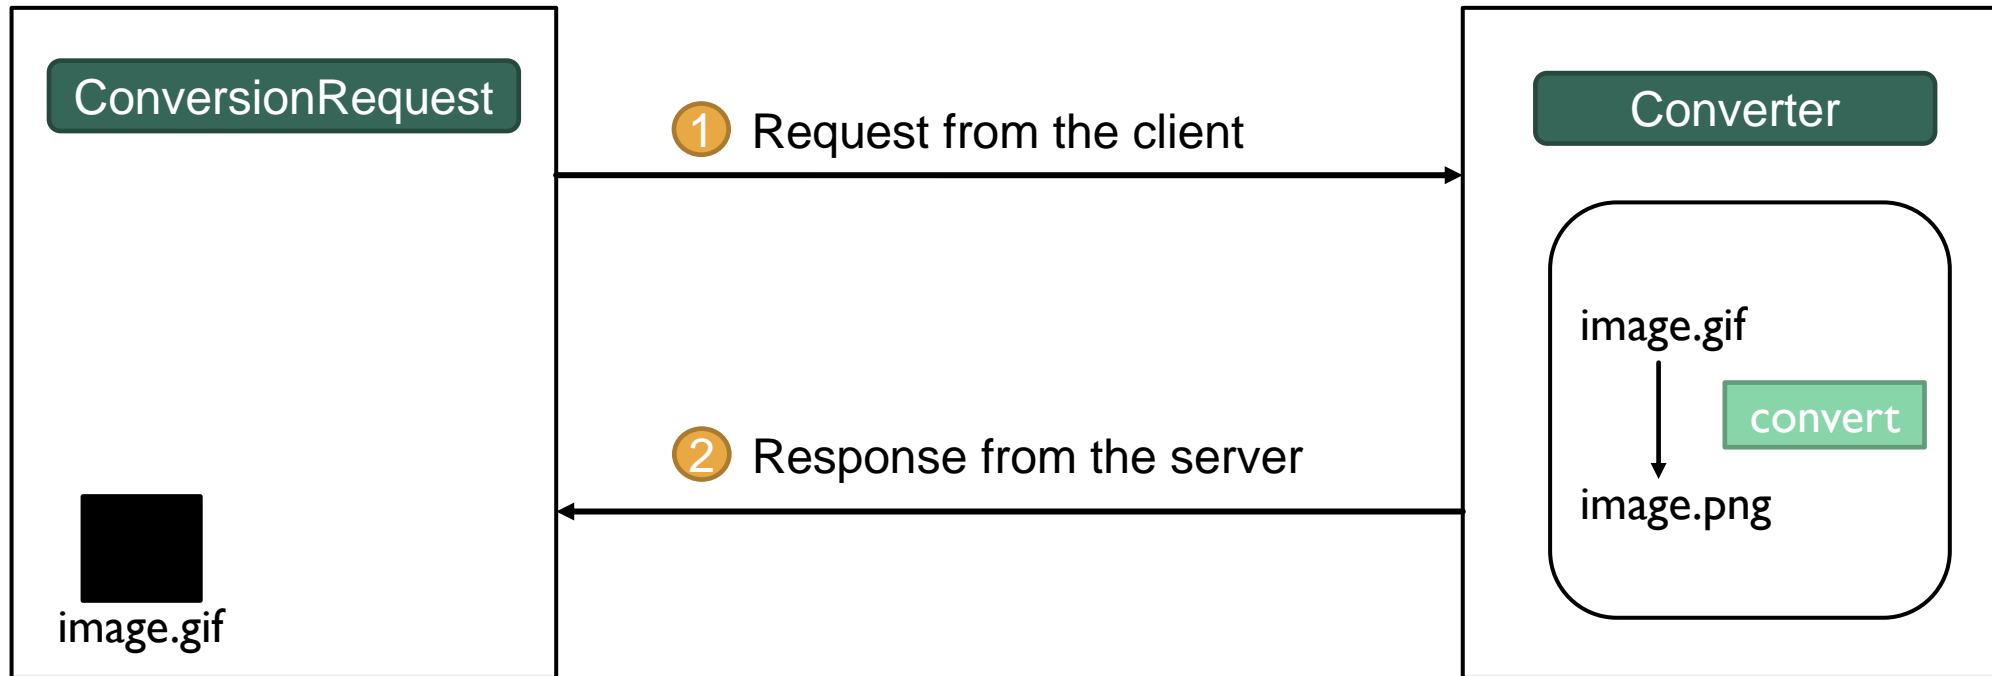 ConversionRequest
1 Request from the client
Converter
image.gif
convert
2 Response from the server
image.png
image.gif